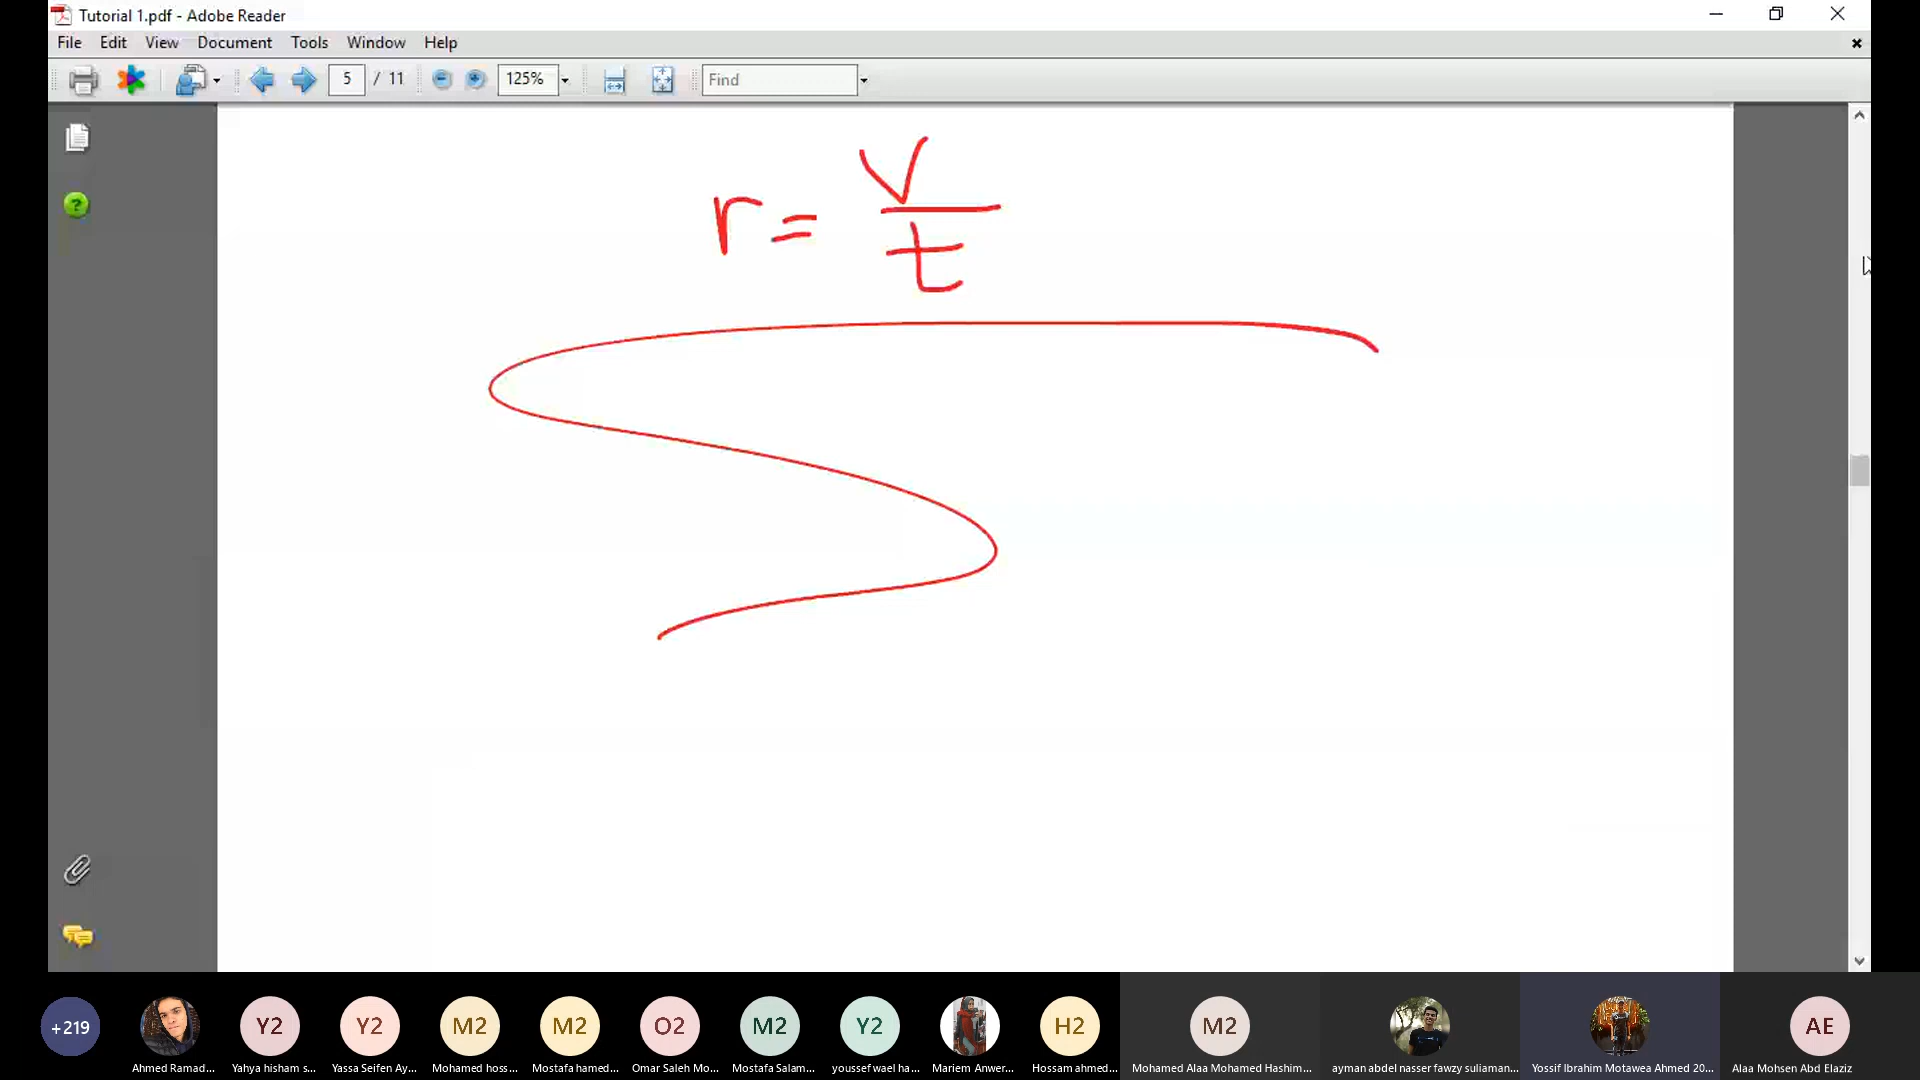 Tutorial 1.pdf - Adobe Reader
File Edit View Document Tools Window Help
5 / 11 125% Find
r = V
t
+219 Y2 Y2 M2 M2 O2 M2 Y2 H2 M2 AE
Ahmed Ramad... Yahya hisham s... Yassa Seifen Ay... Mohamed hoss... Mostafa hamed... Omar Saleh Mo... Mostafa Salam... youssef wael ha... Mariem Anwer... Hossam ahmed... Mohamed Alaa Mohamed Hashim... ayman abdel nasser fawzy suliaman... Yossif Ibrahim Motawea Ahmed 20... Alaa Mohsen Abd Elaziz